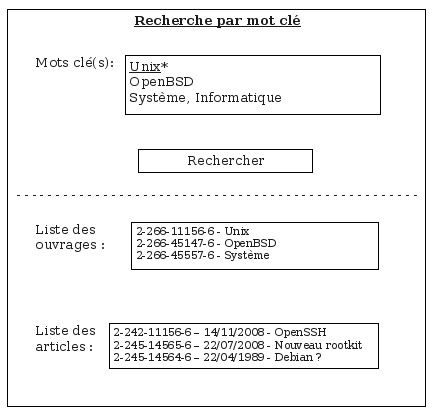 Recherche par mot clé
Mots clé(s):
Unix*
OpenBSD
Système, Informatique
Rechercher
Liste des
ouvrages :
2-266-11156-6 - Unix
2-266-45147-6 - OpenBSD
2-266-45557-6 - Système
Liste des
articles :
2-242-11156-6 – 14/11/2008 - OpenSSH
2-245-14565-6 – 22/07/2008 - Nouveau rootkit
2-245-14564-6 – 22/04/1989 - Debian ?